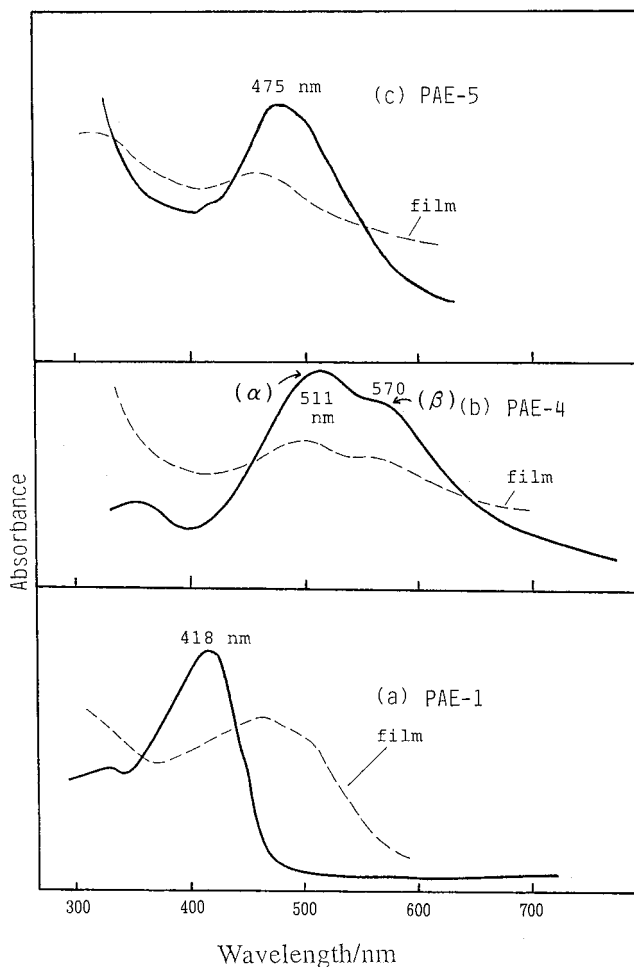 475 nm
(c) PAE-5
film
(α)
511
nm
570
(β)
(b) PAE-4
film
418 nm
(a) PAE-1
film
300 400 500 600 700
Absorbance
Wavelength/nm